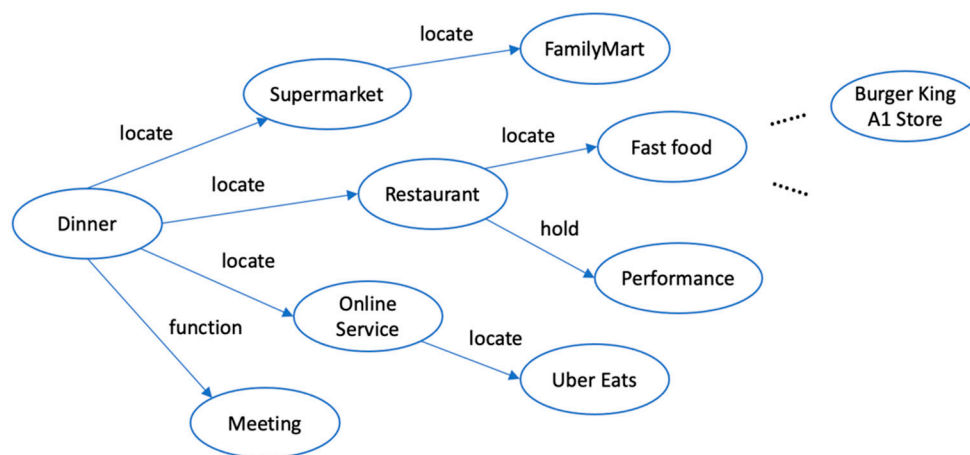 locate
FamilyMart
Supermarket
Burger King
A1 Store
locate
locate
Fast food
locate
Restaurant
Dinner
hold
locate
Performance
Online
Service
function
locate
Uber Eats
Meeting